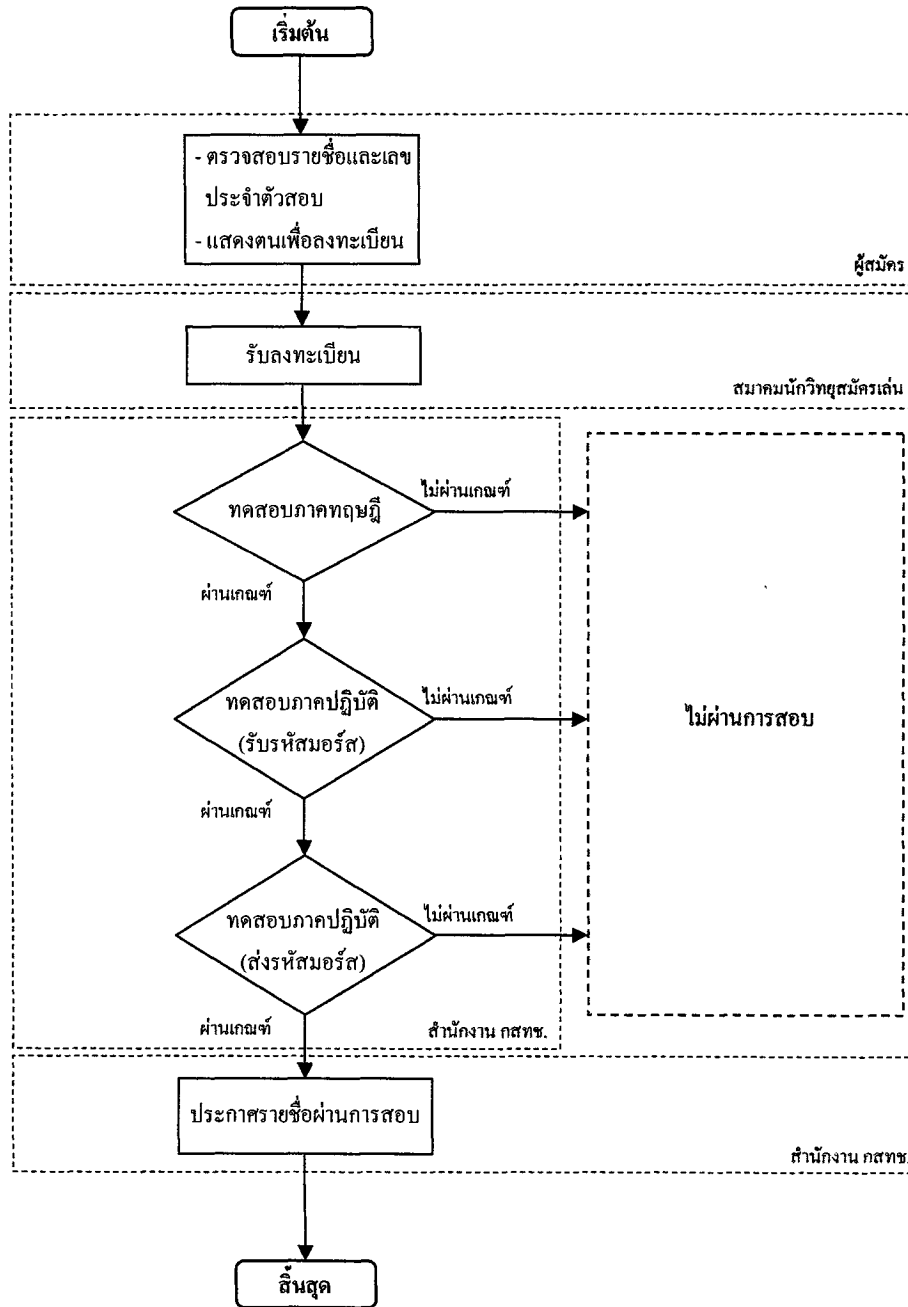 เริ่มต้น
- ตรวจสอบรายชื่อและเลข
ประจำตัวสอบ
- แสดงตนเพื่อลงทะเบียน
ผู้สมัคร
รับลงทะเบียน
สมาคมนักวิทยุสมัครเล่น
ทดสอบภาคทฤษฎี
ไม่ผ่านเกณฑ์
ผ่านเกณฑ์
ทดสอบภาคปฏิบัติ
(รับรหัสมอร์ส)
ไม่ผ่านเกณฑ์
ไม่ผ่านการสอบ
ผ่านเกณฑ์
ทดสอบภาคปฏิบัติ
(ส่งรหัสมอร์ส)
ไม่ผ่านเกณฑ์
ผ่านเกณฑ์
สำนักงาน กสทช.
ประกาศรายชื่อผ่านการสอบ
สำนักงาน กสทช.
สิ้นสุด